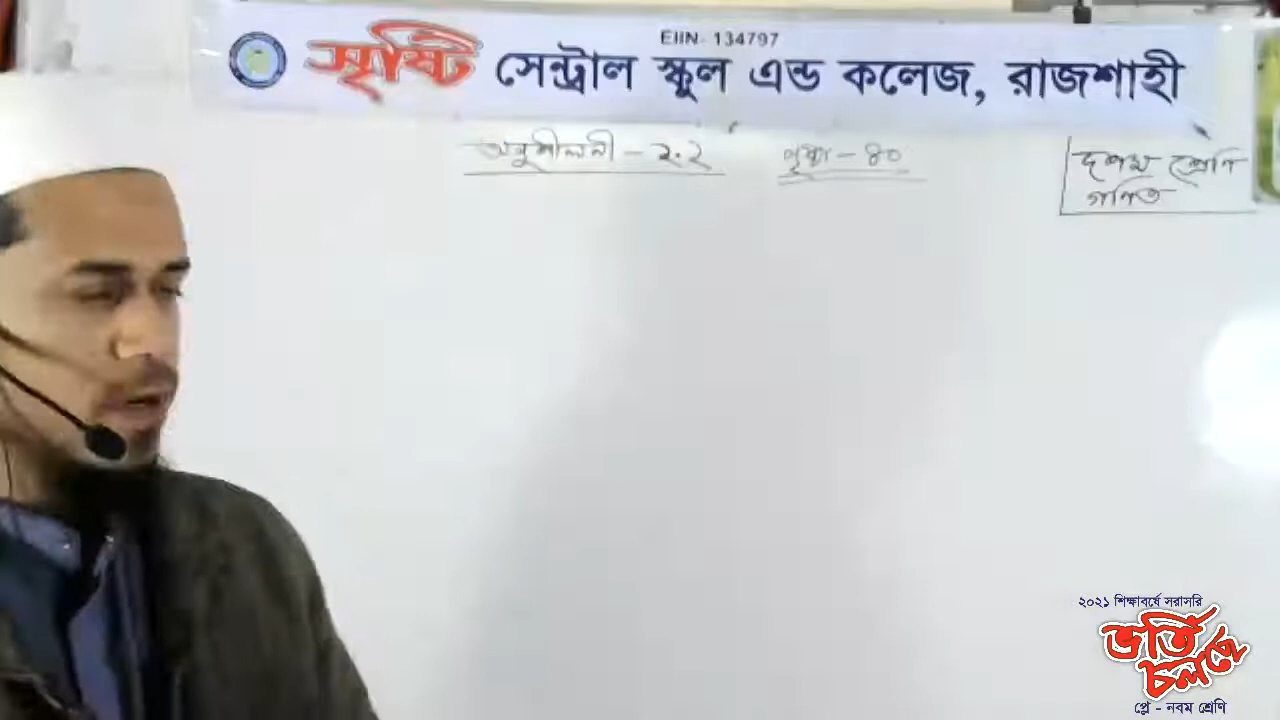 EIIN- 134797
সৃষ্টি সেন্ট্রাল স্কুল এন্ড কলেজ, রাজশাহী
অনুশীলনী – ২.২ পৃষ্ঠা – ৪০
দশম শ্রেণি
গণিত
২০২১ শিক্ষাবর্ষে সরাসরি
ভর্তি
চলছে
প্লে - নবম শ্রেণি